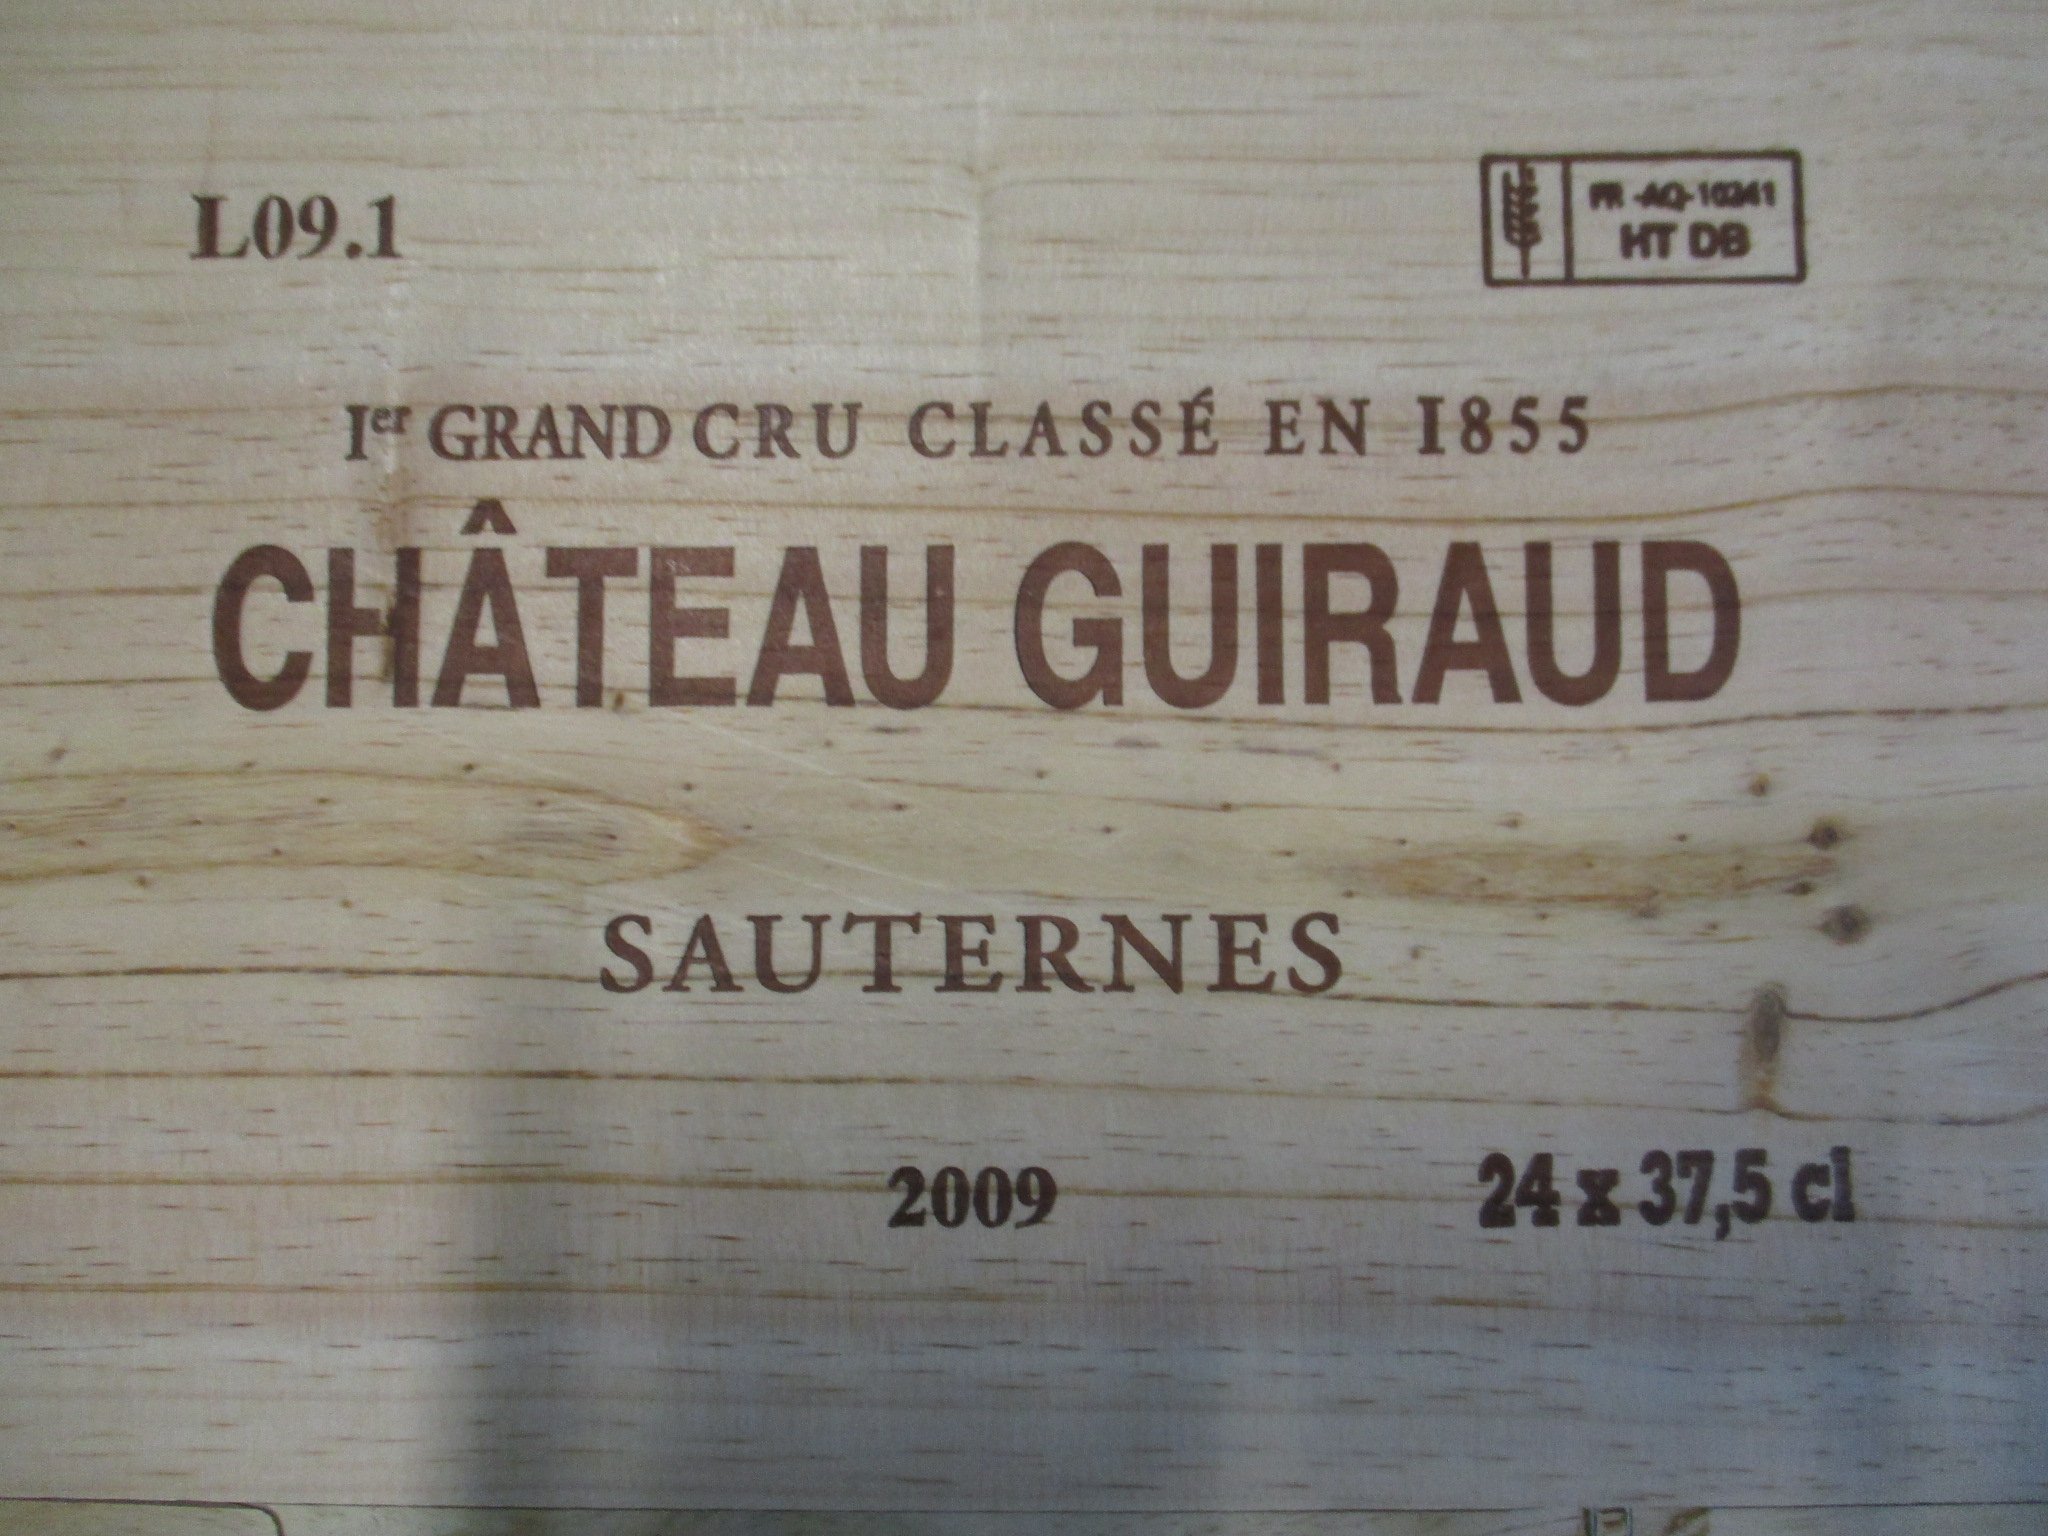 L09.1
FR -AQ-10241
HT DB
Ier GRAND CRU CLASSÉ EN 1855
CHÂTEAU GUIRAUD
SAUTERNES
2009
24 x 37,5 cl